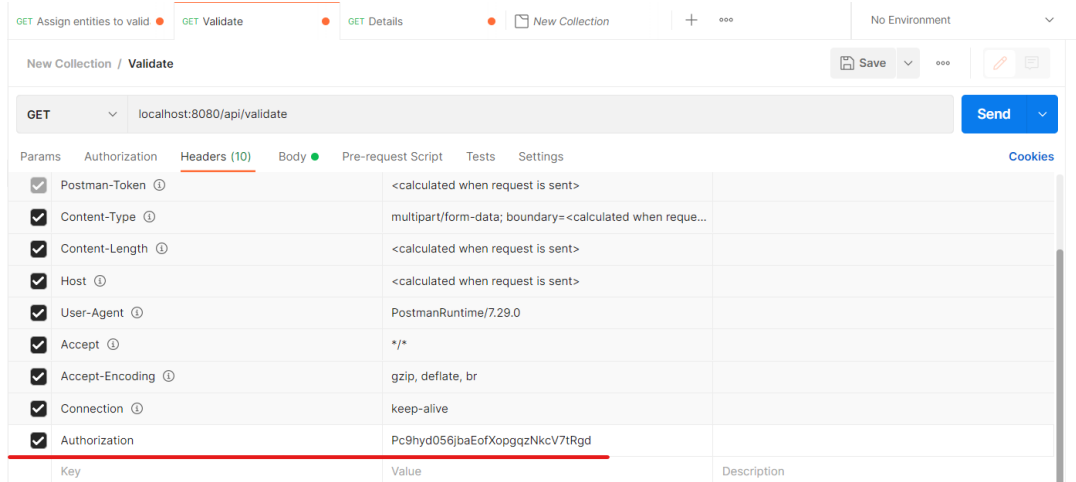 GET Assign entities to valid GET Validate GET Details New Collection No Environment
New Collection / Validate Save
GET localhost:8080/api/validate Send
Params Authorization Headers (10) Body Pre-request Script Tests Settings Cookies
Postman-Token <calculated when request is sent>
Content-Type multipart/form-data; boundary=<calculated when reque...
Content-Length <calculated when request is sent>
Host <calculated when request is sent>
User-Agent PostmanRuntime/7.29.0
Accept */*
Accept-Encoding gzip, deflate, br
Connection keep-alive
Authorization Pc9hyd056jbaEofXopgqzNkcV7tRgd
Key Value Description